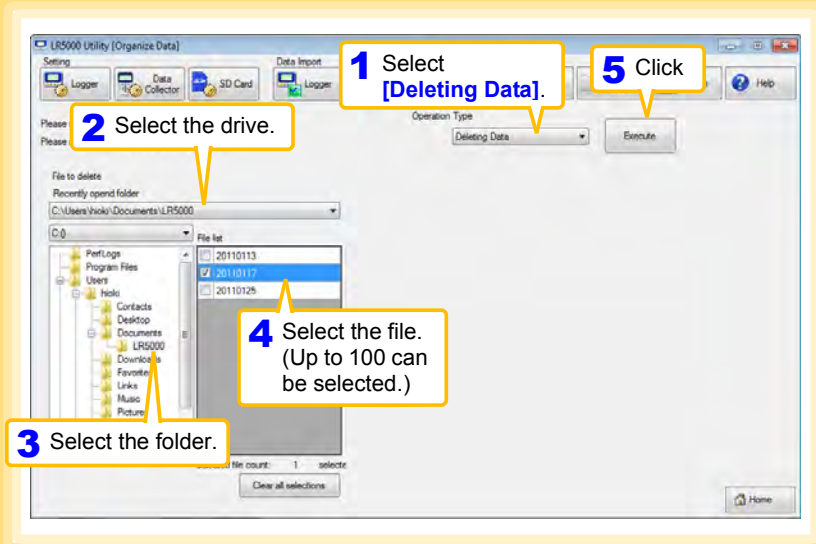 LR5000 Utility [Organize Data]
Setting
Data Import
Logger
Data Collector
SD Card
Logger
Help
1 Select
[Deleting Data].
5 Click
Please
Please
2 Select the drive.
Operation Type
Deleting Data
Execute
File to delete
Recently opend folder
C:\Users\hioki\Documents\LR5000
C:\)
File list
PerfLogs
Program Files
Users
hioki
Contacts
Desktop
Documents
LR5000
Downloads
Favorite
Links
Music
Picture
20110113
20110117
20110125
4 Select the file.
(Up to 100 can
be selected.)
3 Select the folder.
file count: 1 selecte
Clear all selections
Home